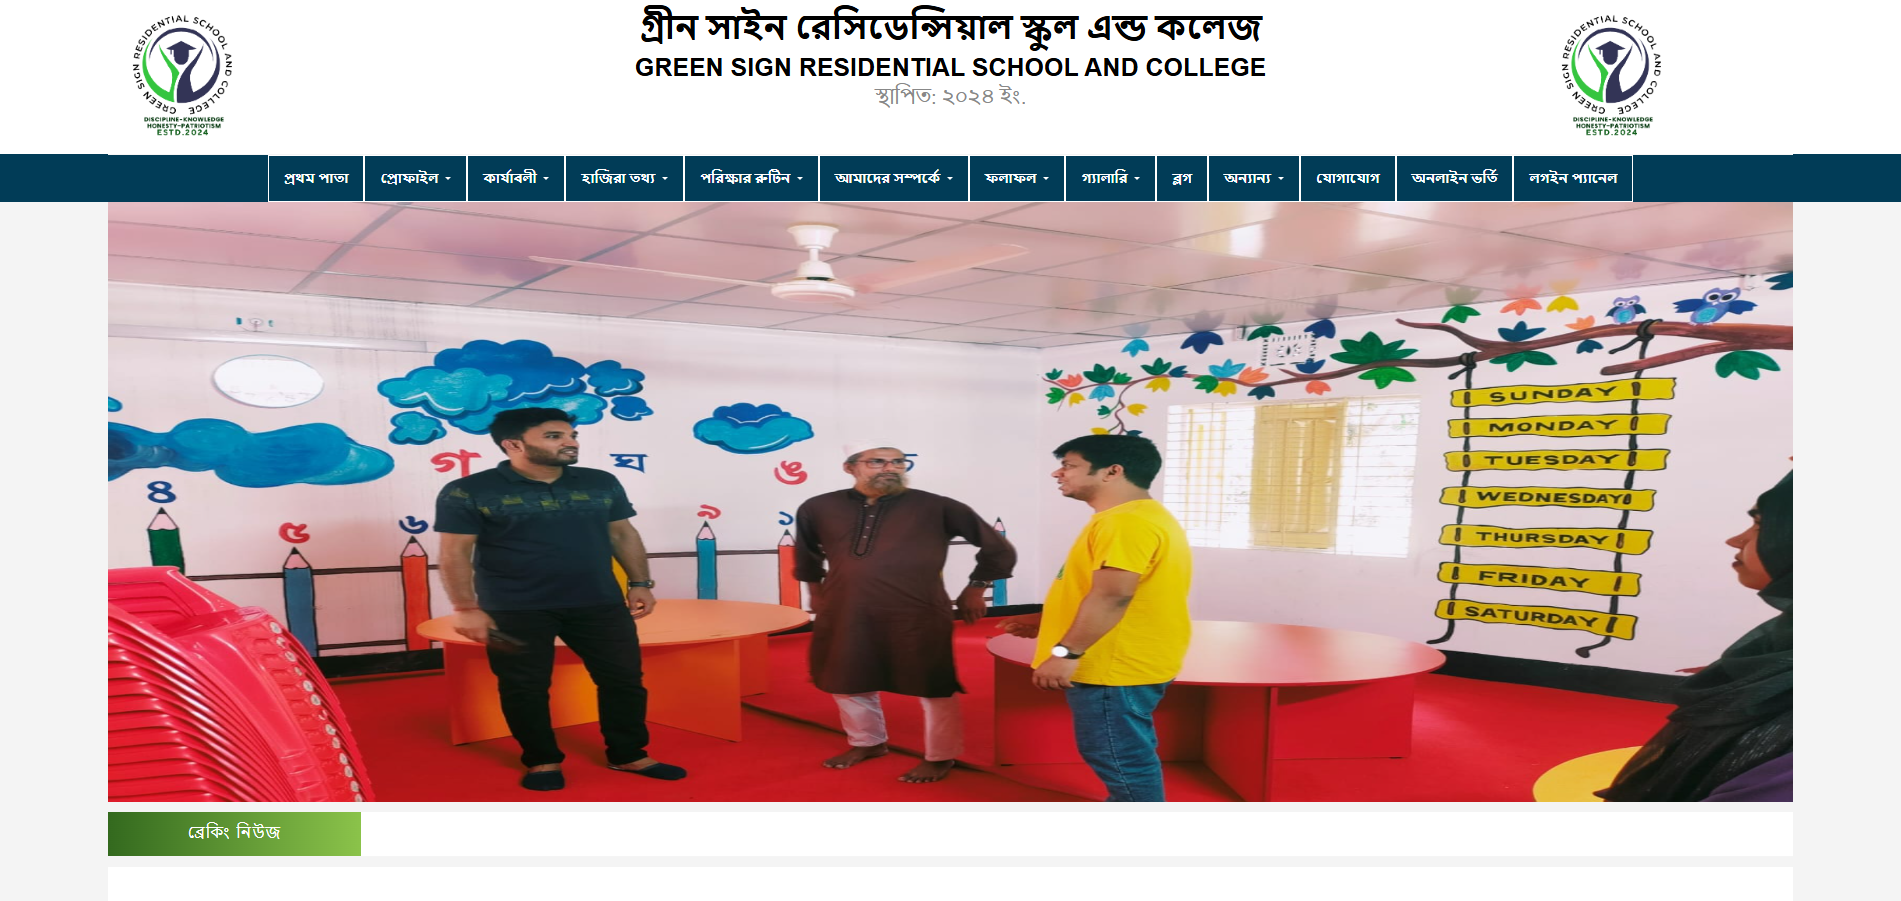 গ্রীন সাইন রেসিডেন্সিয়াল স্কুল এন্ড কলেজ
GREEN SIGN RESIDENTIAL SCHOOL AND COLLEGE
স্থাপিত: ২০২৪ ইং.
GREEN SIGN RESIDENTIAL SCHOOL AND COLLEGE
DISCIPLINE-KNOWLEDGE
HONESTY-PATRIOTISM
ESTD.2024
GREEN SIGN RESIDENTIAL SCHOOL AND COLLEGE
DISCIPLINE-KNOWLEDGE
HONESTY-PATRIOTISM
ESTD.2024
প্রথম পাতা প্রোফাইল কার্যাবলী হাজিরা তথ্য পরিক্ষার রুটিন আমাদের সম্পর্কে ফলাফল গ্যালারি ব্লগ অন্যান্য যোগাযোগ অনলাইন ভর্তি লগইন প্যানেল
গ ঘ ঙ
৪ ৫ ৬ ৯
SUNDAY
MONDAY
TUESDAY
WEDNESDAY
THURSDAY
FRIDAY
SATURDAY
ব্রেকিং নিউজ